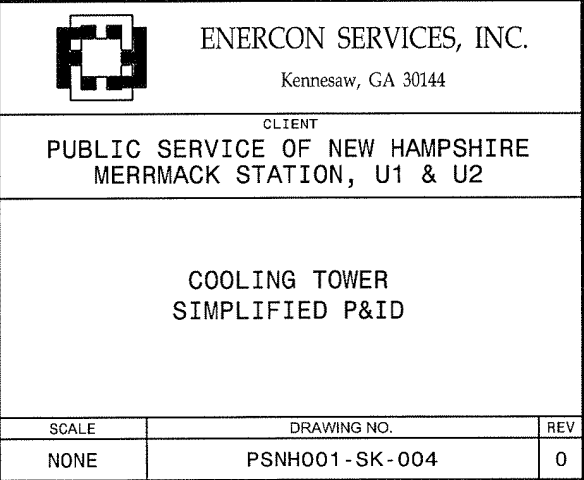 ENERCON SERVICES, INC.
Kennesaw, GA 30144
CLIENT
PUBLIC SERVICE OF NEW HAMPSHIRE
MERRMACK STATION, U1 & U2
COOLING TOWER
SIMPLIFIED P&ID
SCALE DRAWING NO. REV
NONE PSNH001-SK-004 0